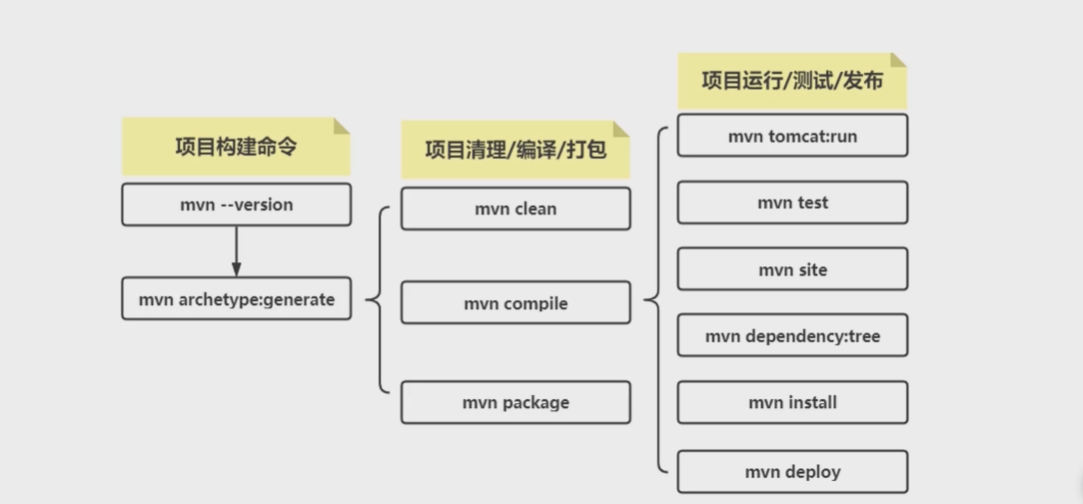 项目构建命令
mvn --version
mvn archetype:generate
项目清理/编译/打包
mvn clean
mvn compile
mvn package
项目运行/测试/发布
mvn tomcat:run
mvn test
mvn site
mvn dependency:tree
mvn install
mvn deploy